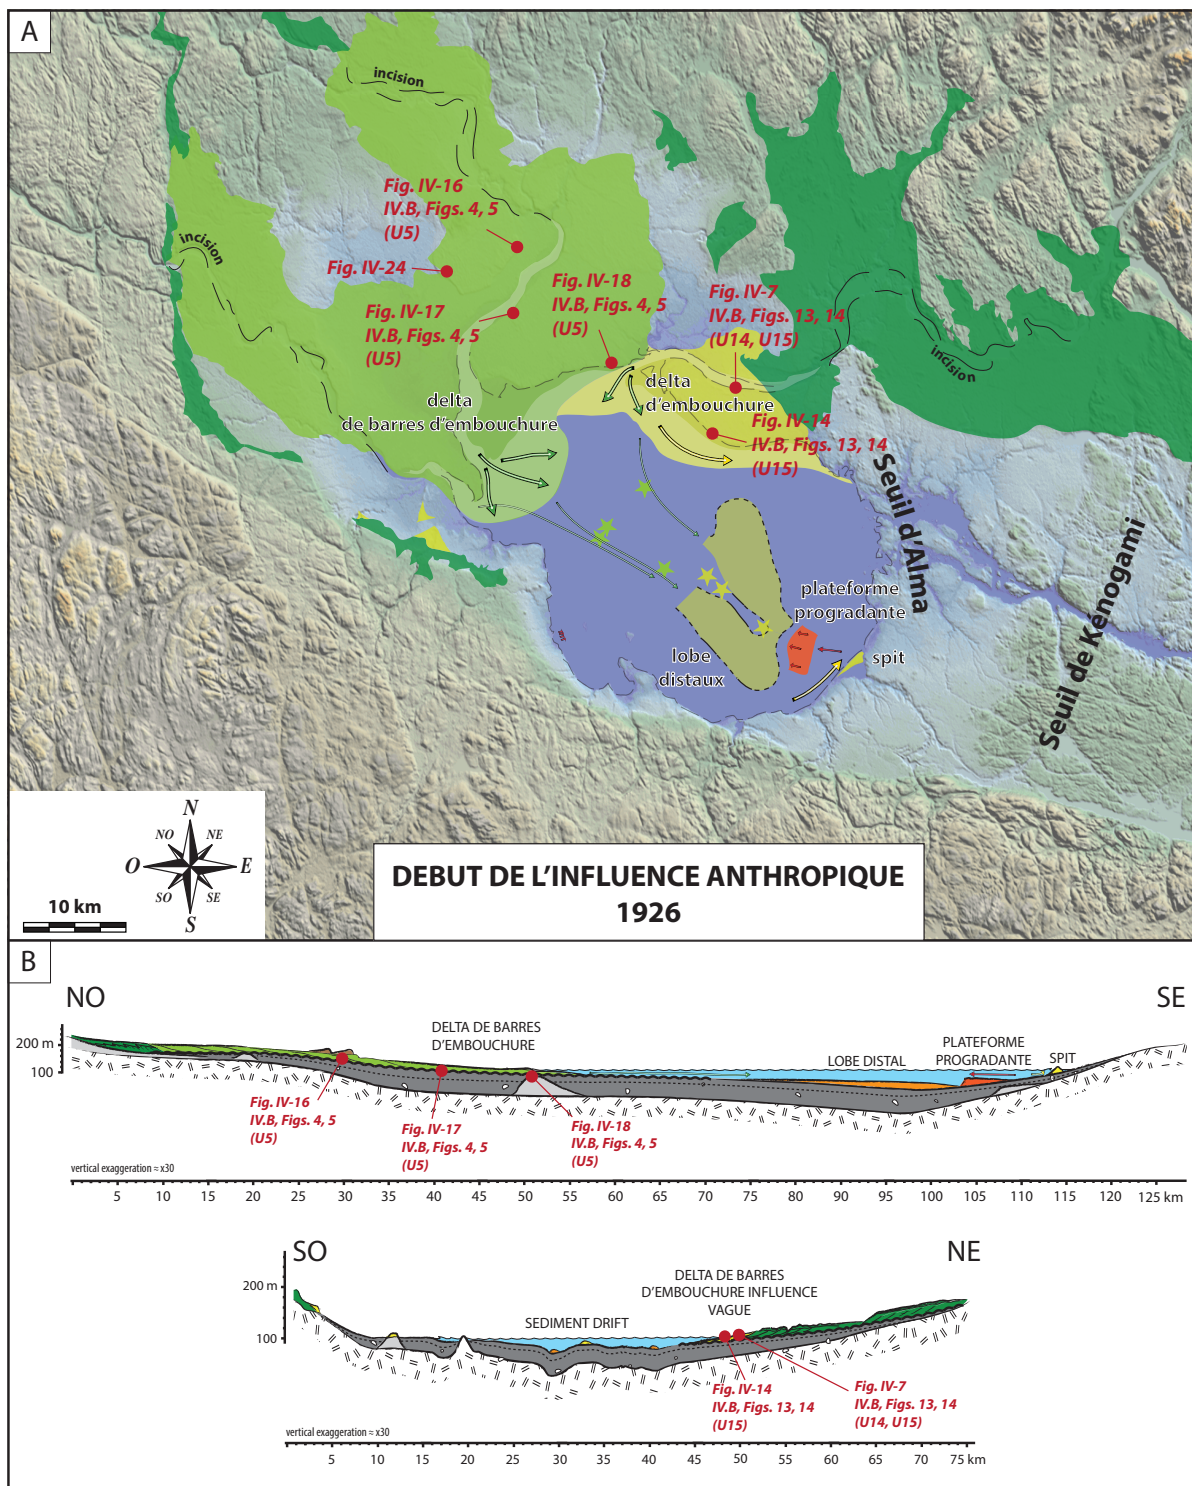 A
incision
Fig. IV-16
IV.B, Figs. 4, 5
(U5)
incision
Fig. IV-24
Fig. IV-18
IV.B, Figs. 4, 5
(U5)
Fig. IV-7
IV.B, Figs. 13, 14
(U14, U15)
Fig. IV-17
IV.B, Figs. 4, 5
(U5)
incision
delta
d'embouchure
delta
de barres d'embouchure
Fig. IV-14
IV.B, Figs. 13, 14
(U15)
Seuil d'Alma
Seuil de Kénogami
plateforme
progradante
lobe
distaux
spit
N
NO
NE
O
E
SO
SE
S
10 km
DEBUT DE L'INFLUENCE ANTHROPIQUE
1926
B
NO
SE
DELTA DE BARRES
D'EMBOUCHURE
LOBE DISTAL
PLATEFORME
PROGRADANTE
SPIT
200 m
100
Fig. IV-16
IV.B, Figs. 4, 5
(U5)
Fig. IV-17
IV.B, Figs. 4, 5
(U5)
Fig. IV-18
IV.B, Figs. 4, 5
(U5)
vertical exaggeration ≈ x30
5 10 15 20 25 30 35 40 45 50 55 60 65 70 75 80 85 90 95 100 105 110 115 120 125 km
SO
NE
DELTA DE BARRES
D'EMBOUCHURE INFLUENCE
VAGUE
SEDIMENT DRIFT
200 m
100
Fig. IV-14
IV.B, Figs. 13, 14
(U15)
Fig. IV-7
IV.B, Figs. 13, 14
(U14, U15)
vertical exaggeration ≈ x30
5 10 15 20 25 30 35 40 45 50 55 60 65 70 75 km